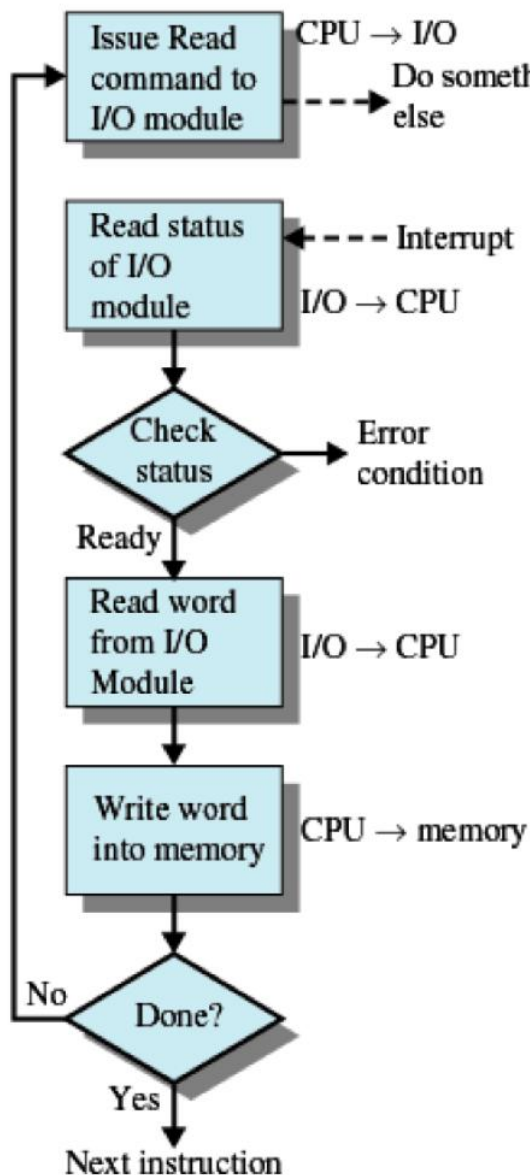 Issue Read
command to
I/O module
CPU → I/O
Do someth
else
Read status
of I/O
module
Interrupt
I/O → CPU
Check
status
Error
condition
Ready
Read word
from I/O
Module
I/O → CPU
Write word
into memory
CPU → memory
No
Done?
Yes
Next instruction